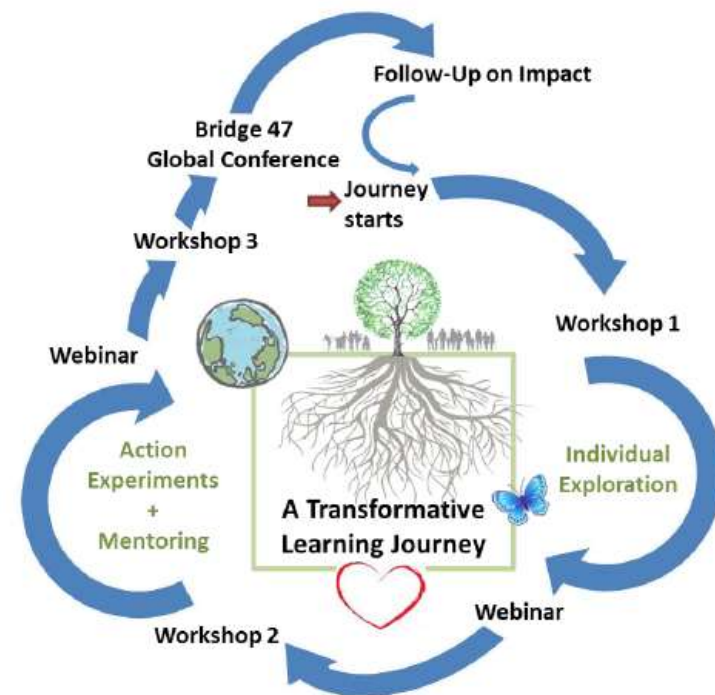 Follow-Up on Impact
Bridge 47
Global Conference
Journey
starts
Workshop 3
Workshop 1
Webinar
Action
Experiments
+
Mentoring
Individual
Exploration
A Transformative
Learning Journey
Webinar
Workshop 2